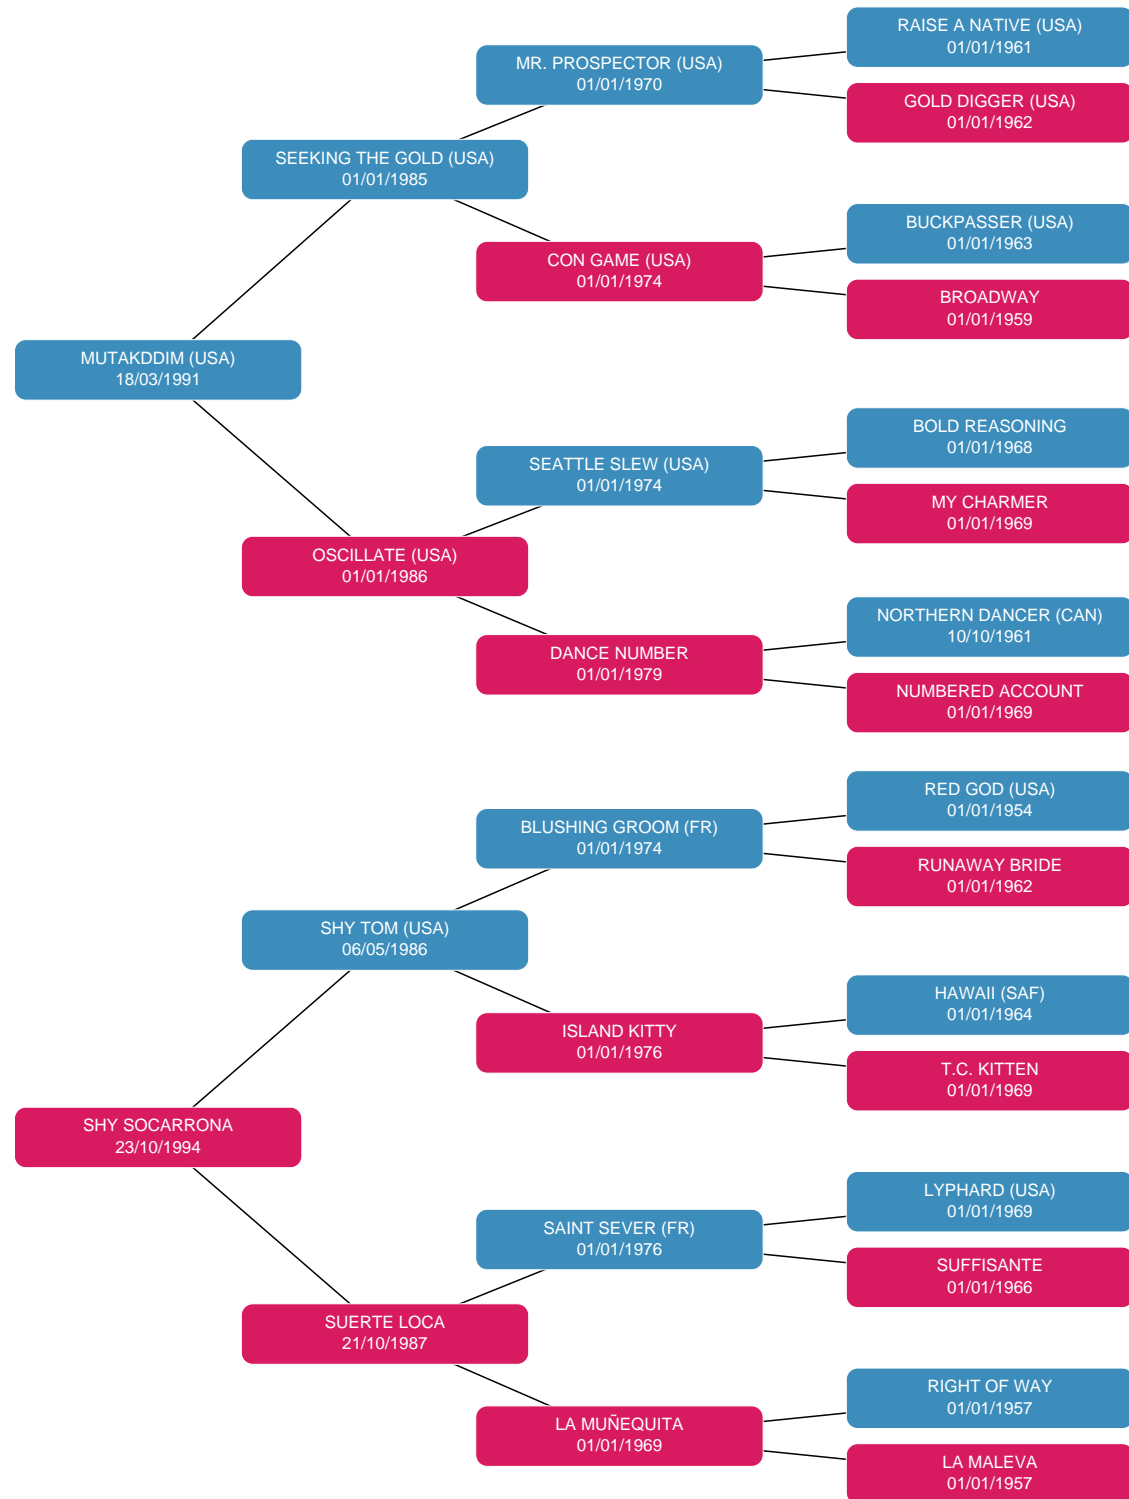 RAISE A NATIVE (USA)
01/01/1961
MR. PROSPECTOR (USA)
01/01/1970
GOLD DIGGER (USA)
01/01/1962
SEEKING THE GOLD (USA)
01/01/1985
BUCKPASSER (USA)
01/01/1963
CON GAME (USA)
01/01/1974
BROADWAY
01/01/1959
MUTAKDDIM (USA)
18/03/1991
BOLD REASONING
01/01/1968
SEATTLE SLEW (USA)
01/01/1974
MY CHARMER
01/01/1969
OSCILLATE (USA)
01/01/1986
NORTHERN DANCER (CAN)
10/10/1961
DANCE NUMBER
01/01/1979
NUMBERED ACCOUNT
01/01/1969
RED GOD (USA)
01/01/1954
BLUSHING GROOM (FR)
01/01/1974
RUNAWAY BRIDE
01/01/1962
SHY TOM (USA)
06/05/1986
HAWAII (SAF)
01/01/1964
ISLAND KITTY
01/01/1976
T.C. KITTEN
01/01/1969
SHY SOCARRONA
23/10/1994
LYPHARD (USA)
01/01/1969
SAINT SEVER (FR)
01/01/1976
SUFFISANTE
01/01/1966
SUERTE LOCA
21/10/1987
RIGHT OF WAY
01/01/1957
LA MUÑEQUITA
01/01/1969
LA MALEVA
01/01/1957